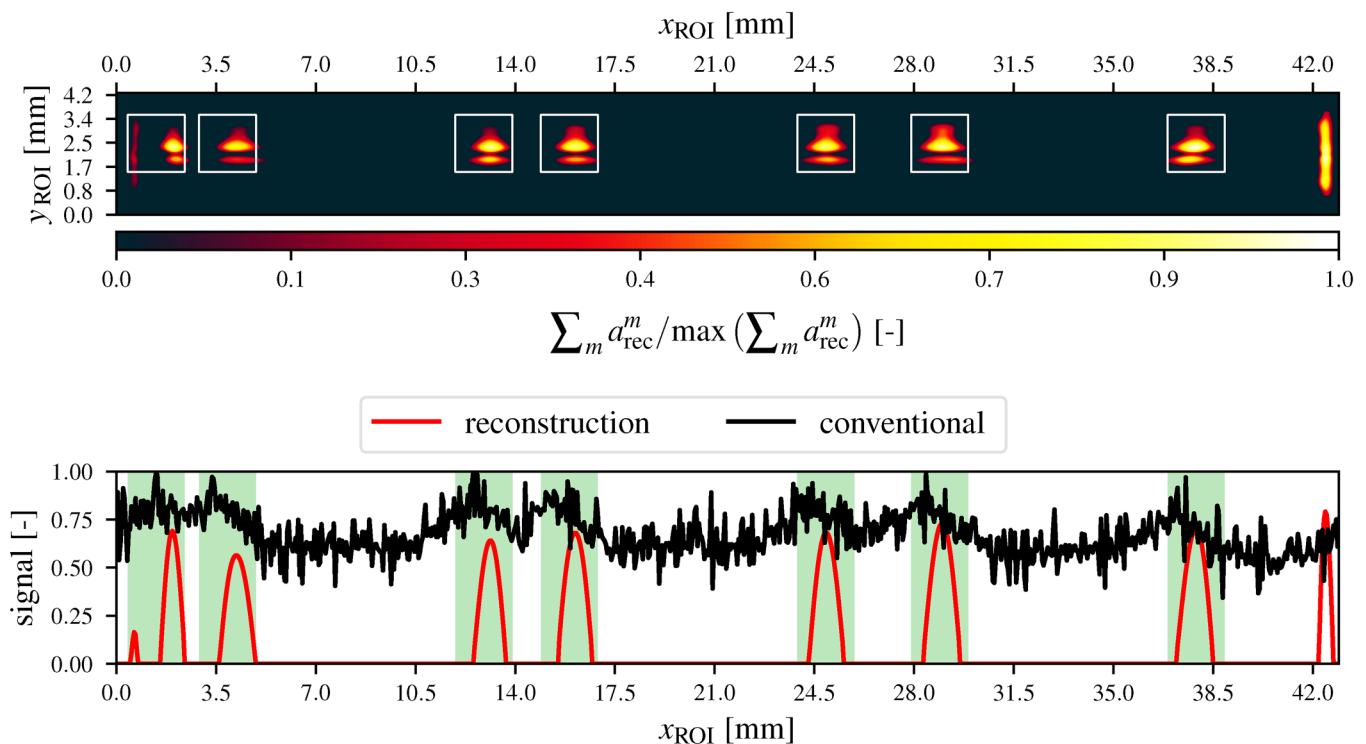 x_ROI [mm]
0.0 3.5 7.0 10.5 14.0 17.5 21.0 24.5 28.0 31.5 35.0 38.5 42.0
y_ROI [mm]
4.2
3.4
2.5
1.7
0.8
0.0
0.0 0.1 0.3 0.4 0.6 0.7 0.9 1.0
∑_m a_rec^m / max (∑_m a_rec^m) [-]
reconstruction conventional
signal [-]
1.00
0.75
0.50
0.25
0.00
0.0 3.5 7.0 10.5 14.0 17.5 21.0 24.5 28.0 31.5 35.0 38.5 42.0
x_ROI [mm]